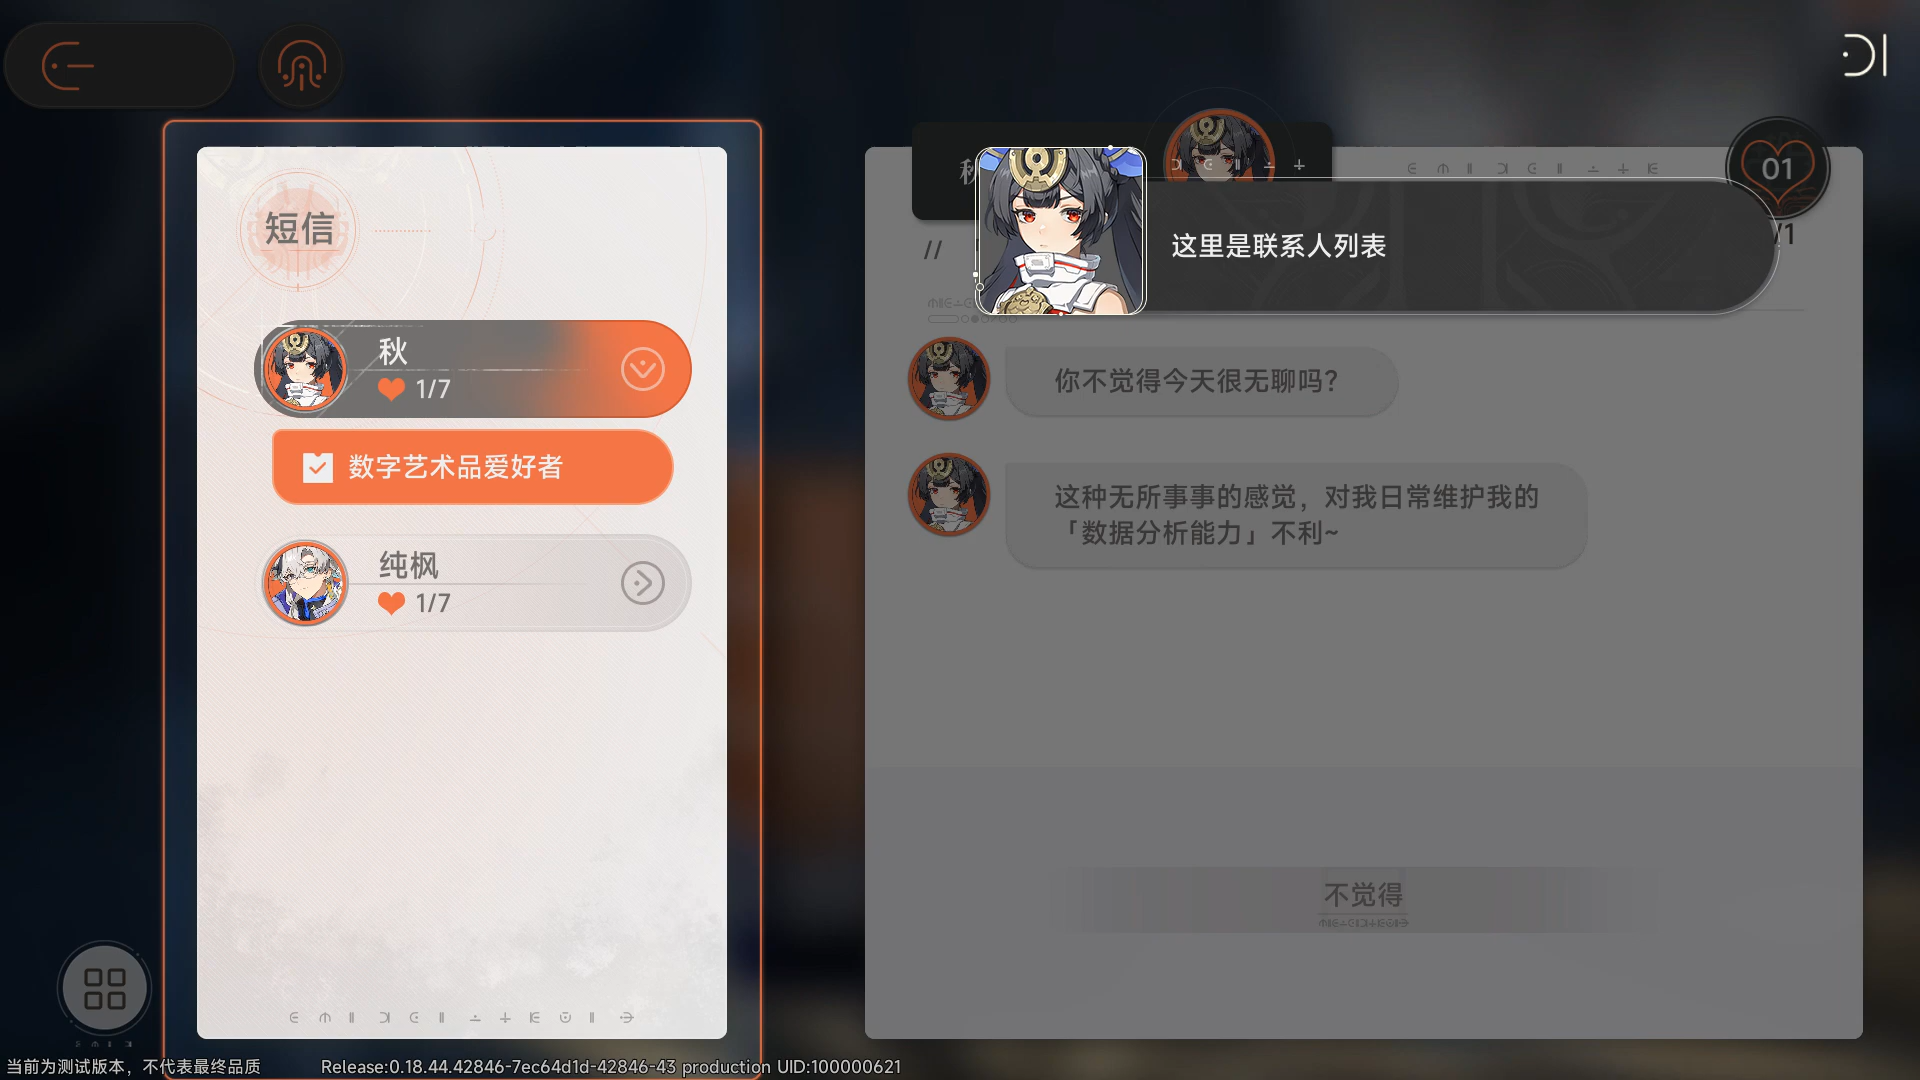 短信
秋
1/7
数字艺术品爱好者
纯枫
1/7
01
/1
//
这里是联系人列表
你不觉得今天很无聊吗?
这种无所事事的感觉，对我日常维护我的
「数据分析能力」不利~
不觉得
当前为测试版本，不代表最终品质
Release:0.18.44.42846-7ec64d1d-42846-43 production UID:100000621